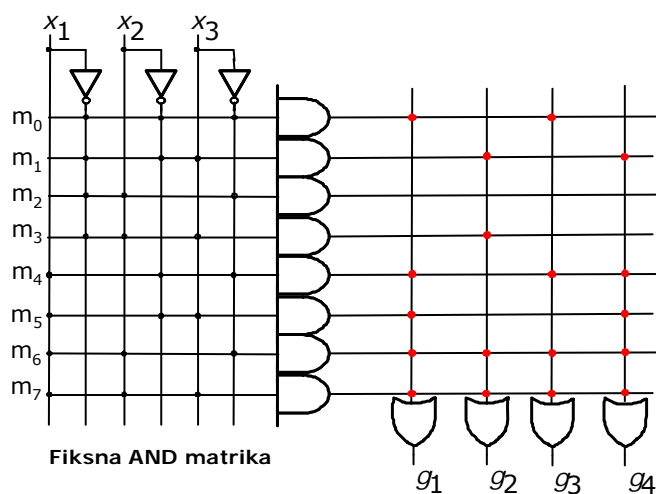 x1 x2 x3
m0
m1
m2
m3
m4
m5
m6
m7
Fiksna AND matrika
g1 g2 g3 g4